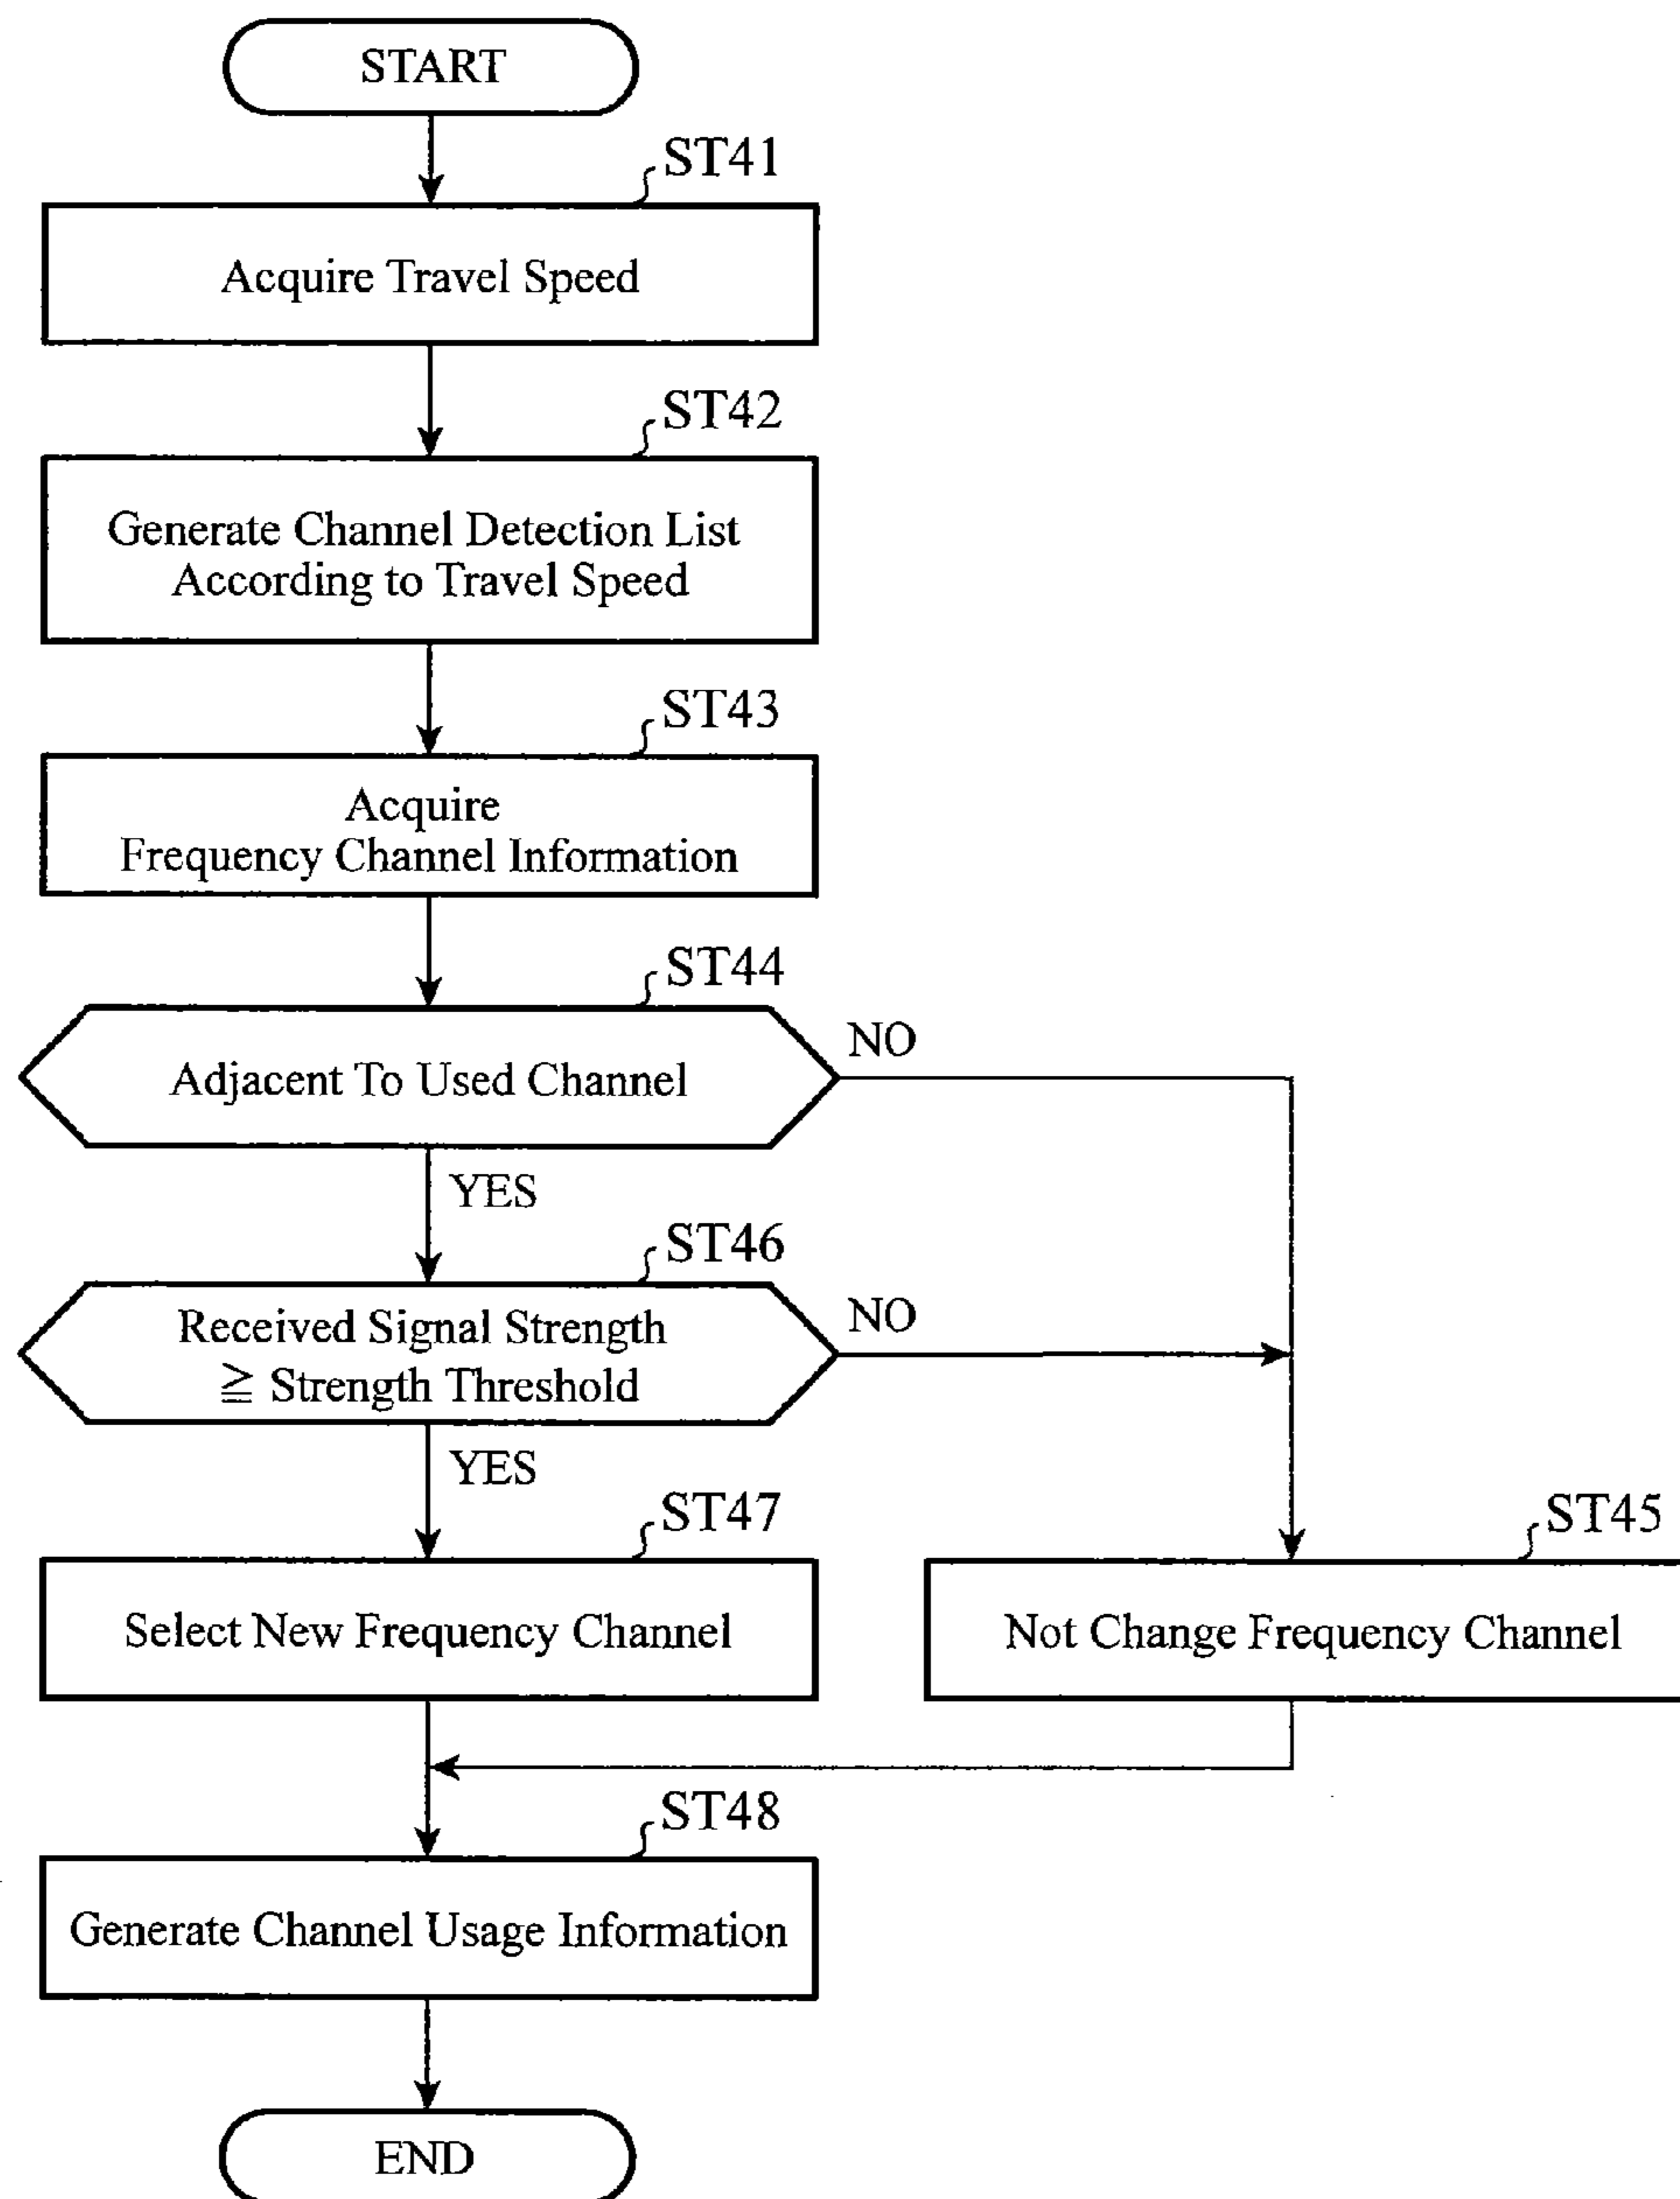 START
ST41
Acquire Travel Speed
ST42
Generate Channel Detection List
According to Travel Speed
ST43
Acquire
Frequency Channel Information
ST44
Adjacent To Used Channel
NO
YES
ST46
Received Signal Strength
≧ Strength Threshold
NO
YES
ST47
Select New Frequency Channel
ST45
Not Change Frequency Channel
ST48
Generate Channel Usage Information
END